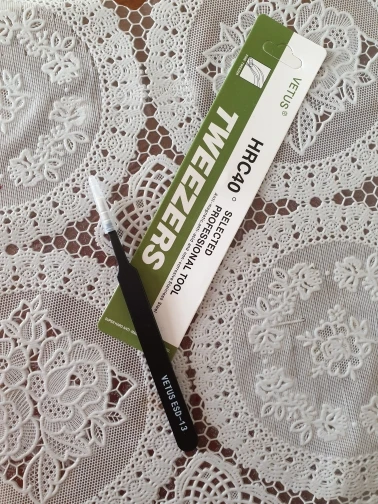 VETUS®
HRC40°
TWEEZERS
SELECTED
PROFESSIONAL TOOL
VETUS ESD-13